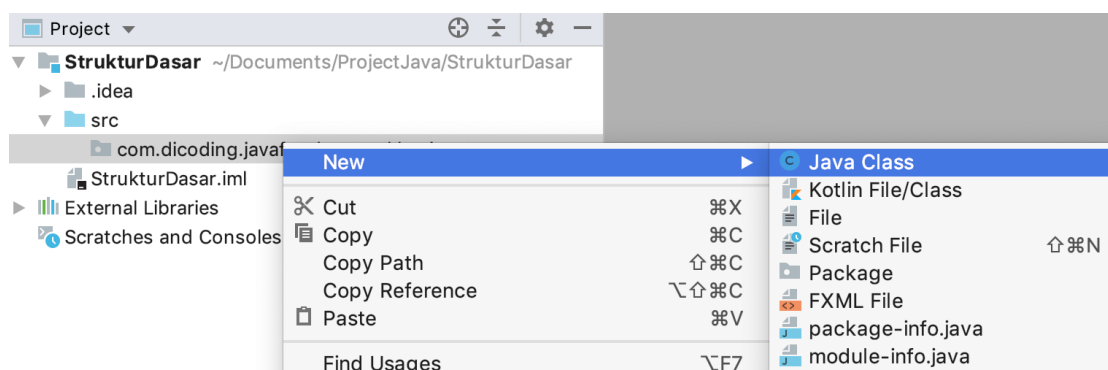 Project
StrukturDasar ~/Documents/ProjectJava/StrukturDasar
.idea
src
com.dicoding.javaf
StrukturDasar.iml
External Libraries
Scratches and Consoles
New
Cut ⌘X
Copy ⌘C
Copy Path ⇧⌘C
Copy Reference ⌥⇧⌘C
Paste ⌘V
Find Usages ⌥F7
Java Class
Kotlin File/Class
File
Scratch File ⇧⌘N
Package
FXML File
package-info.java
module-info.java